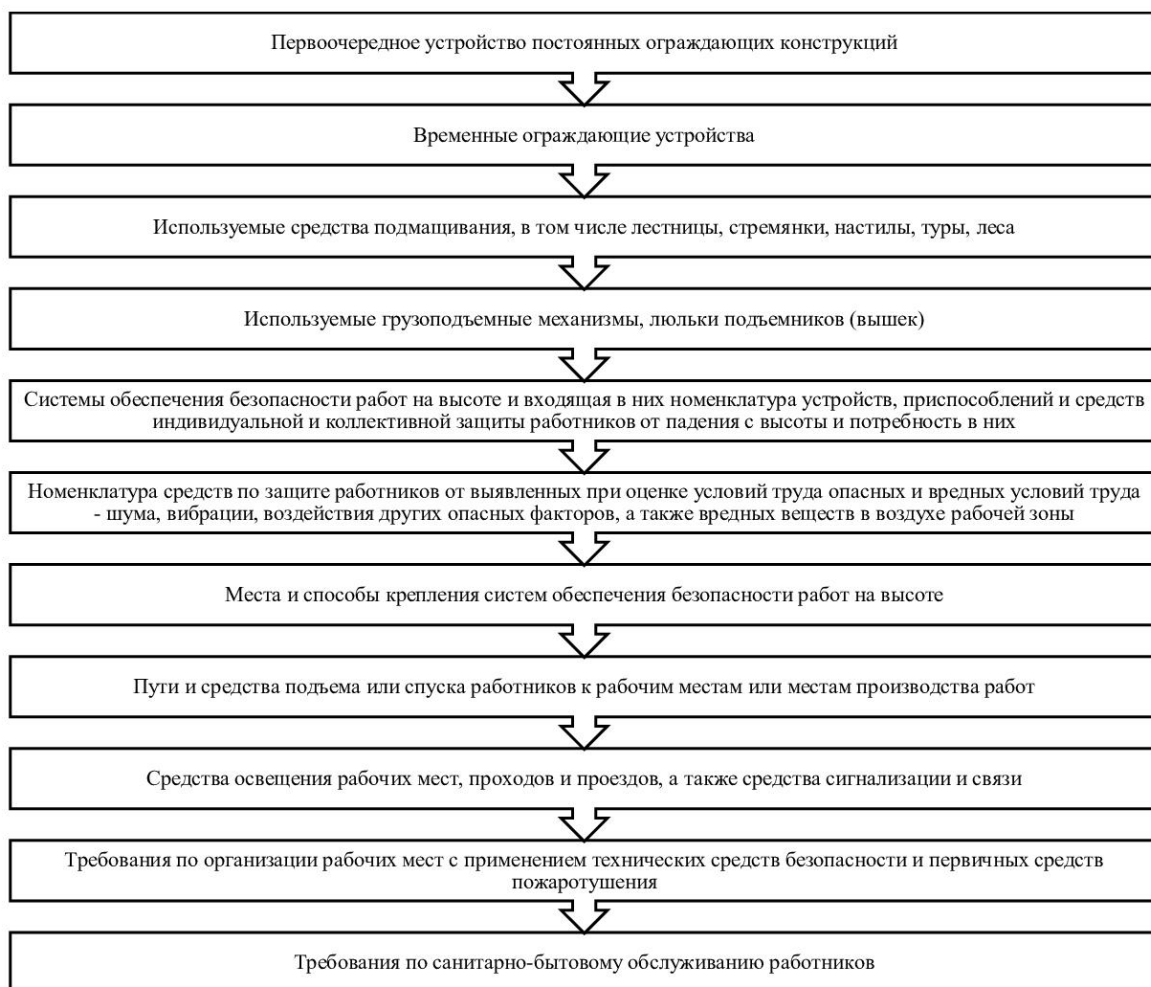 Первоочередное устройство постоянных ограждающих конструкций
Временные ограждающие устройства
Используемые средства подмащивания, в том числе лестницы, стремянки, настилы, туры, леса
Используемые грузоподъемные механизмы, люльки подъемников (вышек)
Системы обеспечения безопасности работ на высоте и входящая в них номенклатура устройств, приспособлений и средств
индивидуальной и коллективной защиты работников от падения с высоты и потребность в них
Номенклатура средств по защите работников от выявленных при оценке условий труда опасных и вредных условий труда
- шума, вибрации, воздействия других опасных факторов, а также вредных веществ в воздухе рабочей зоны
Места и способы крепления систем обеспечения безопасности работ на высоте
Пути и средства подъема или спуска работников к рабочим местам или местам производства работ
Средства освещения рабочих мест, проходов и проездов, а также средства сигнализации и связи
Требования по организации рабочих мест с применением технических средств безопасности и первичных средств
пожаротушения
Требования по санитарно-бытовому обслуживанию работников